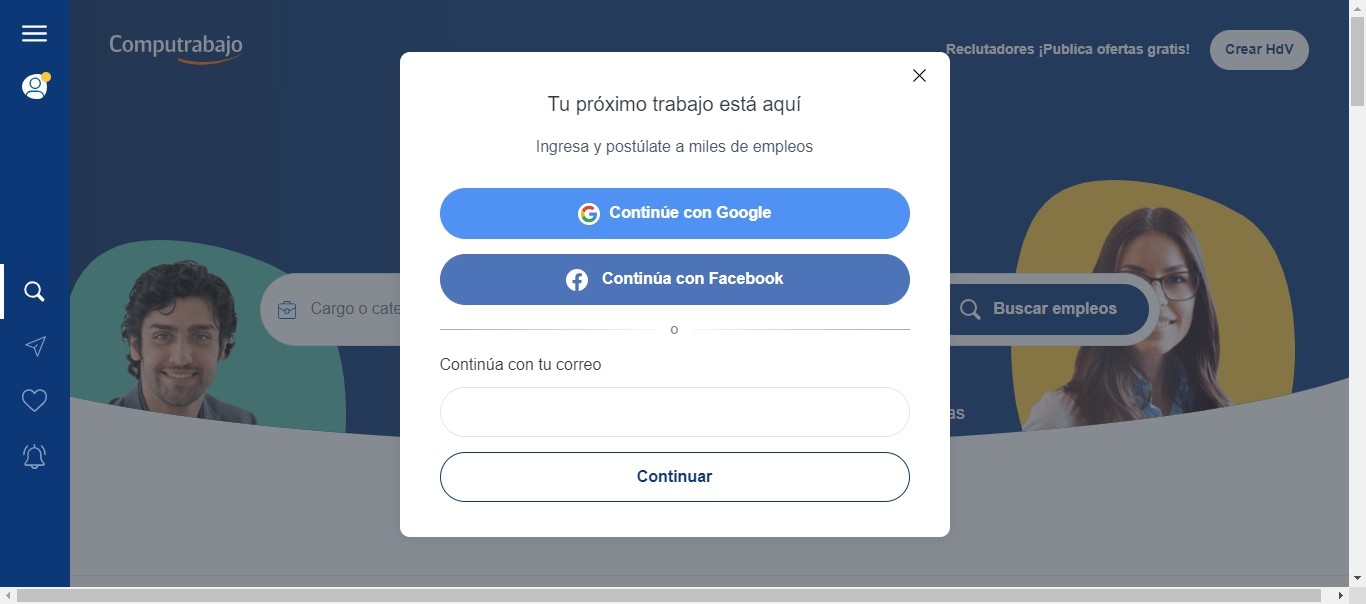 Computrabajo
Reclutadores ¡Publica ofertas gratis!
Crear HdV
Tu próximo trabajo está aquí
Ingresa y postúlate a miles de empleos
Continúe con Google
Continúa con Facebook
Cargo o cate
Buscar empleos
o
Continúa con tu correo
as
Continuar